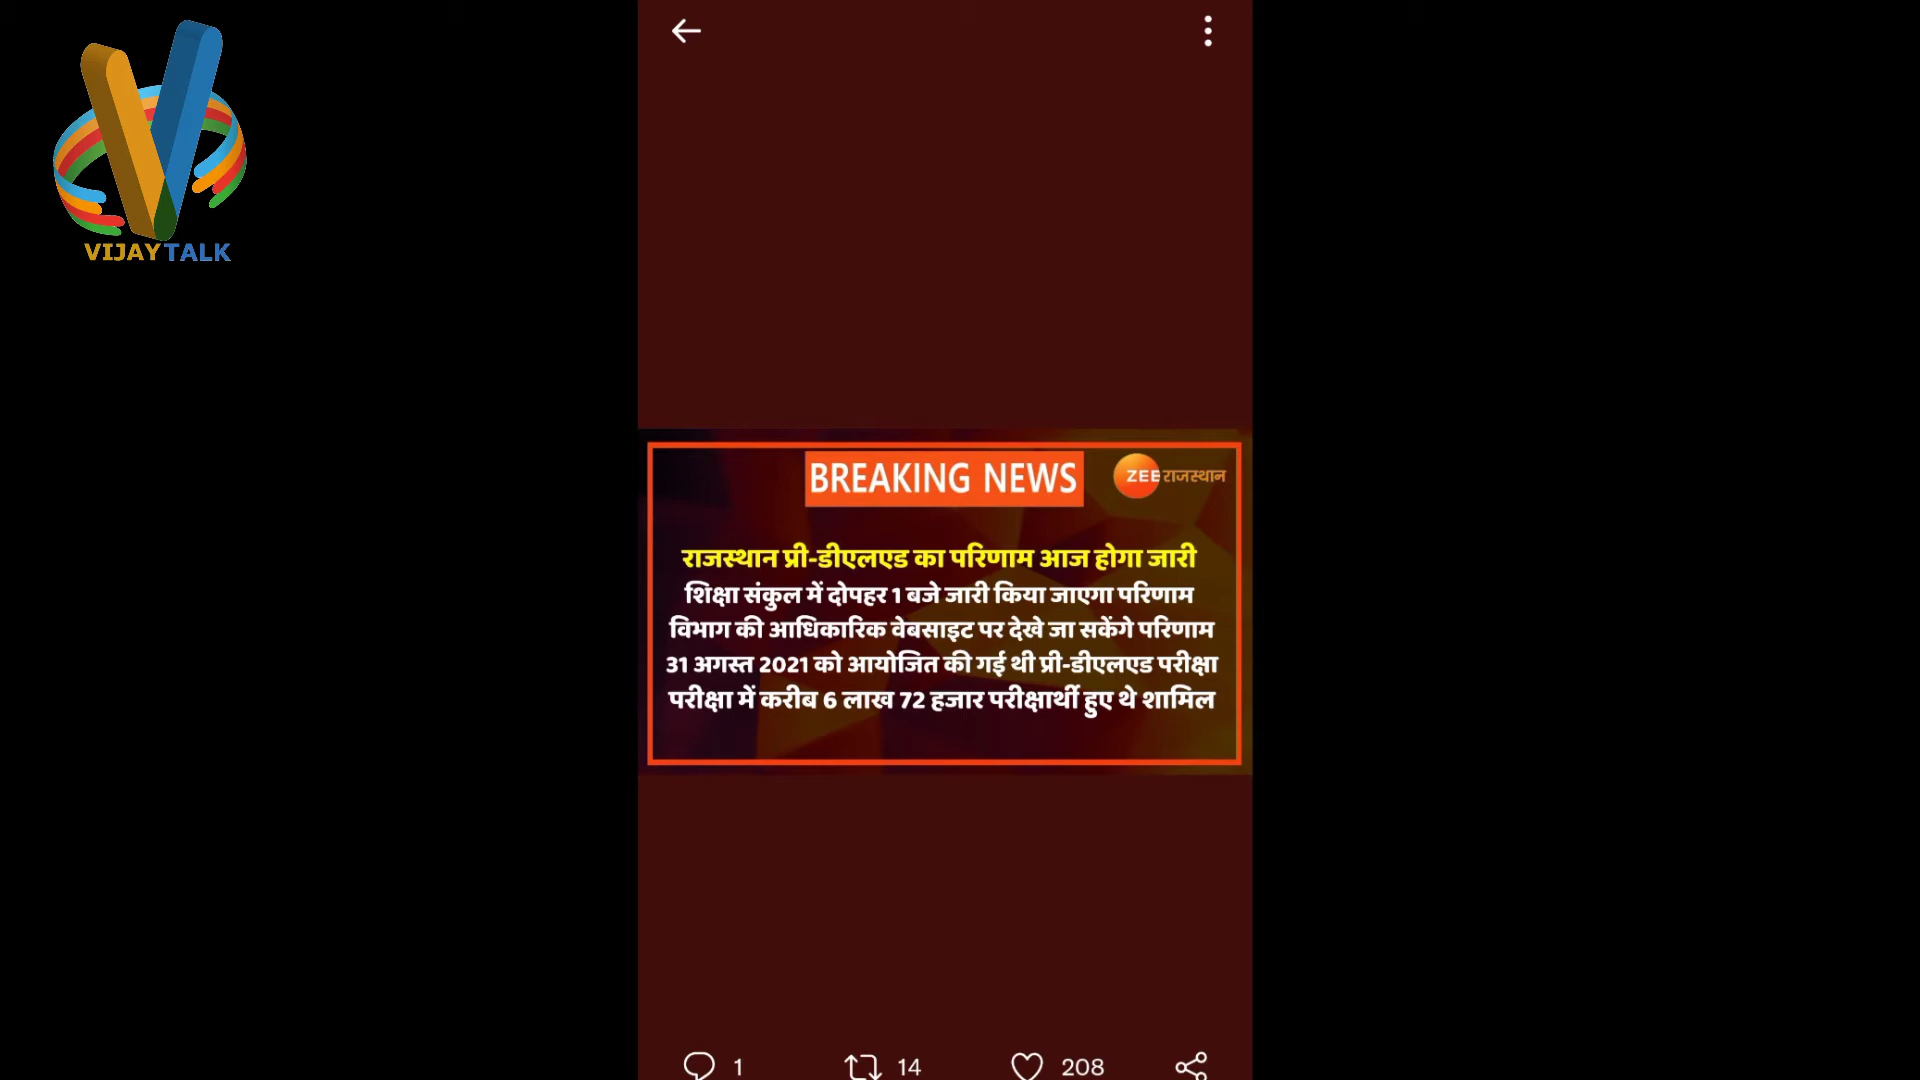 VIJAYTALK
BREAKING NEWS
ZEE राजस्थान
राजस्थान प्री-डीएलएड का परिणाम आज होगा जारी
शिक्षा संकुल में दोपहर 1 बजे जारी किया जाएगा परिणाम
विभाग की आधिकारिक वेबसाइट पर देखे जा सकेंगे परिणाम
31 अगस्त 2021 को आयोजित की गई थी प्री-डीएलएड परीक्षा
परीक्षा में करीब 6 लाख 72 हजार परीक्षार्थी हुए थे शामिल
1 14 208